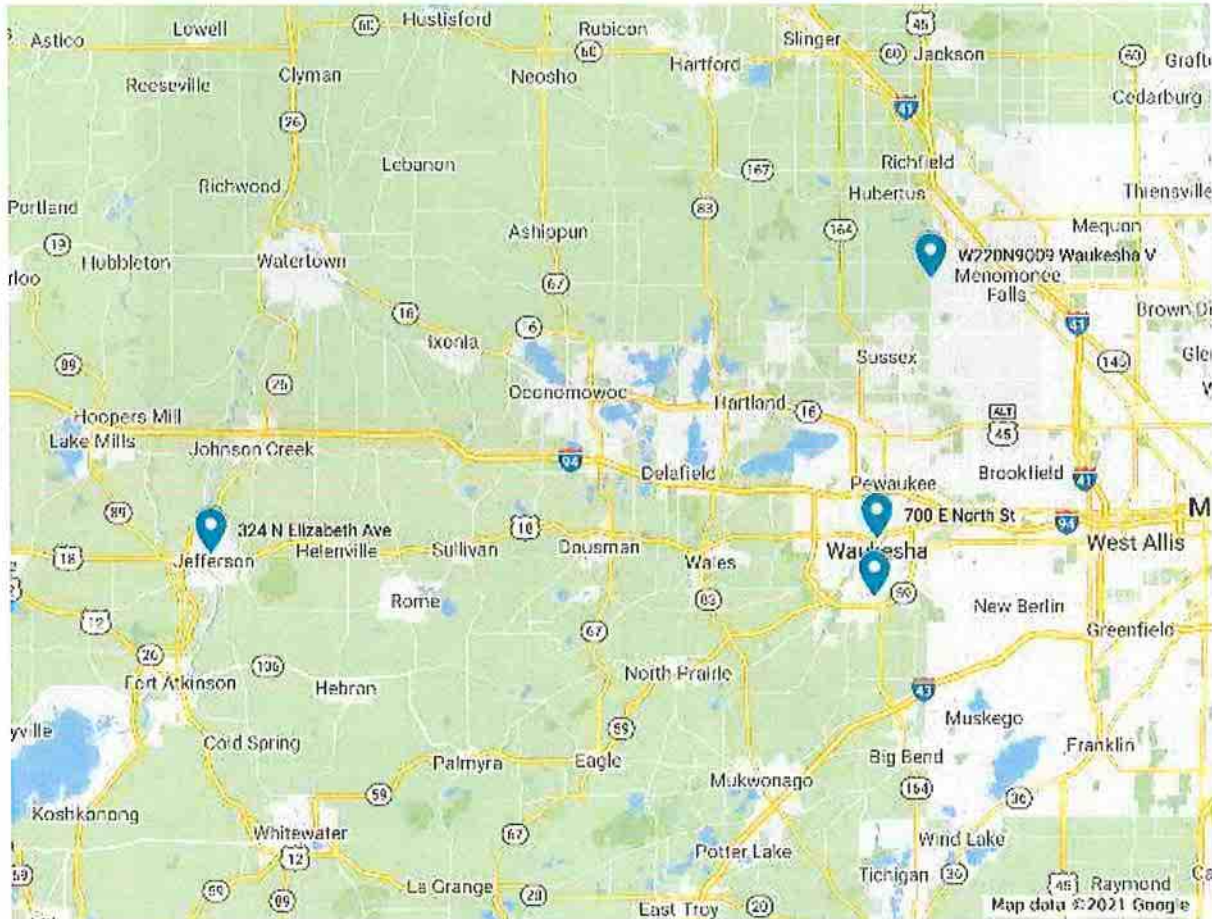 Astico
Lowell
60
Hustisford
Rubicon
60
Slinger
45
60
Jackson
60
Reeseville
Clyman
Neosho
Hartford
Cedarburg
26
41
Lebanon
167
Richfield
Richwood
83
Hubertus
Thiensville
Portland
Ashippun
164
Mequon
19
Hubbleton
Watertown
W220N9009 Waukesha V
Menomonee
Falls
67
16
16
Ixonia
41
89
Sussex
145
26
Oconomowoc
Hartland
16
ALT
45
Hoopers Mill
Lake Mills
Johnson Creek
94
Delafield
Brookfield
41
Pewaukee
89
324 N Elizabeth Ave
18
700 E North St
94
18
Jefferson
Helenville
Sullivan
Dousman
Wales
Waukesha
West Allis
Rome
83
59
New Berlin
12
67
Greenfield
26
106
Fort Atkinson
Hebron
North Prairie
43
Muskego
59
Cold Spring
Palmyra
Eagle
Big Bend
Franklin
Mukwonago
59
164
36
Koshkonong
Whitewater
12
67
Potter Lake
Wind Lake
59
Tichigan
36
89
La Grange
20
20
East Troy
45
Raymond
Map data ©2021 Google